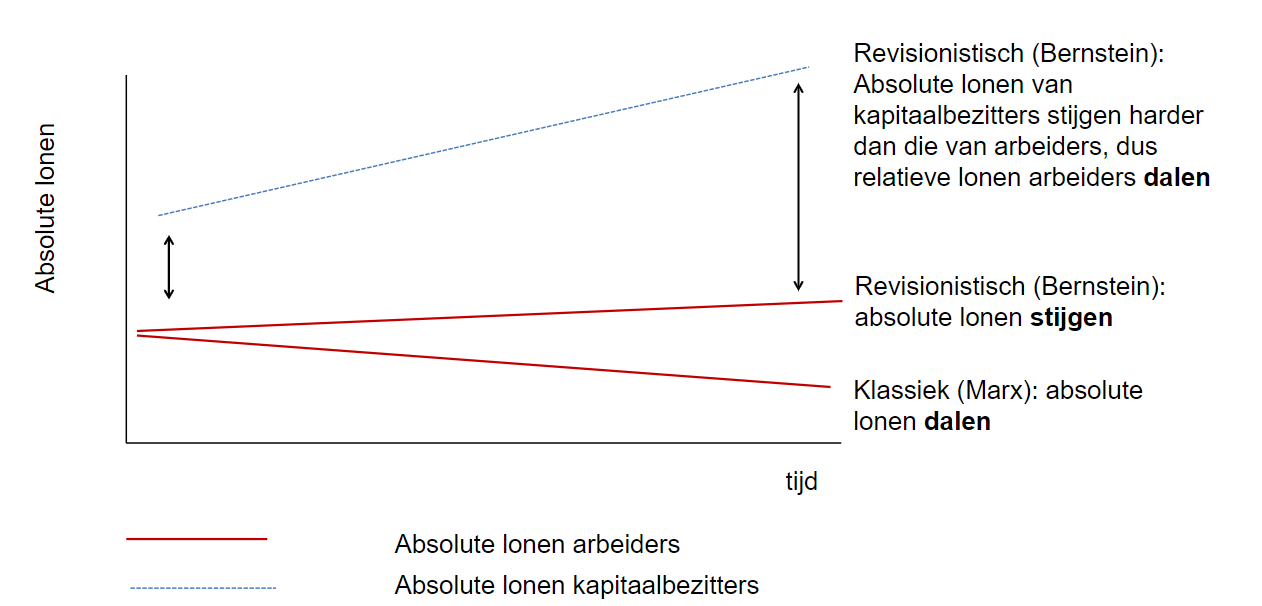 Revisionistisch (Bernstein):
Absolute lonen van
kapitaalbezitters stijgen harder
dan die van arbeiders, dus
relatieve lonen arbeiders dalen
Absolute lonen
Revisionistisch (Bernstein):
absolute lonen stijgen
Klassiek (Marx): absolute
lonen dalen
tijd
Absolute lonen arbeiders
Absolute lonen kapitaalbezitters